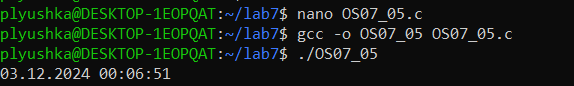 plyushka@DESKTOP-1EOPQAT:~/lab7$ nano OS07_05.c
plyushka@DESKTOP-1EOPQAT:~/lab7$ gcc -o OS07_05 OS07_05.c
plyushka@DESKTOP-1EOPQAT:~/lab7$ ./OS07_05
03.12.2024 00:06:51